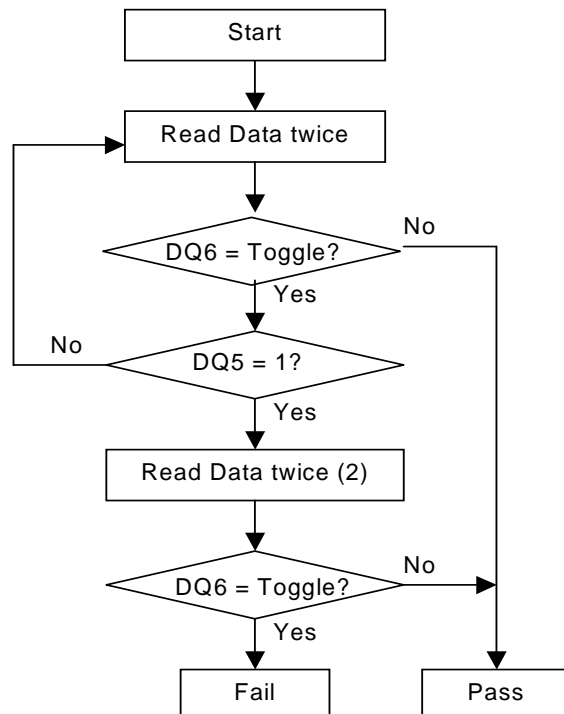 Start
Read Data twice
No
DQ6 = Toggle?
Yes
No
DQ5 = 1?
Yes
Read Data twice (2)
No
DQ6 = Toggle?
Yes
Fail
Pass